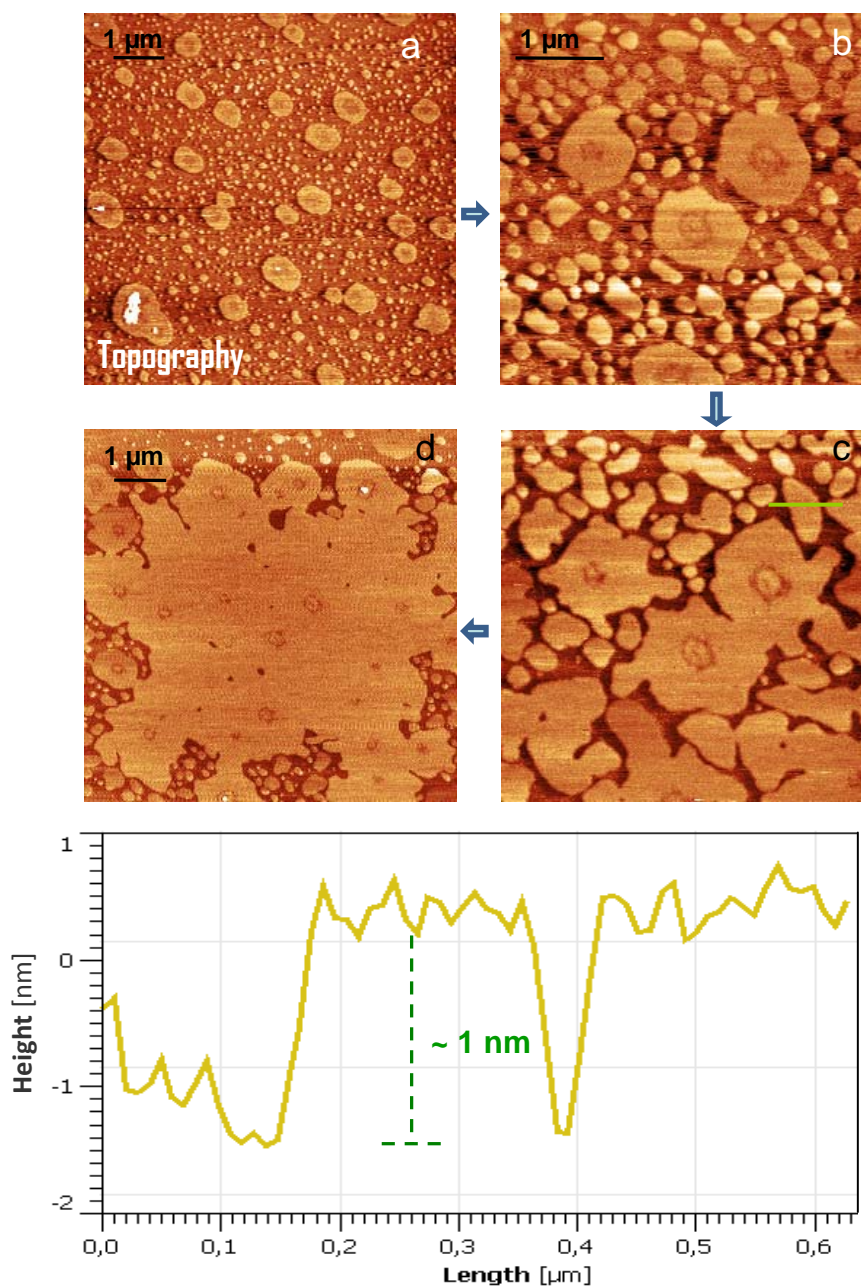 1 µm
a
Topography
1 µm
b
1 µm
d
c
1
0
-1
-2
Height [nm]
~ 1 nm
0,0 0,1 0,2 0,3 0,4 0,5 0,6
Length [µm]